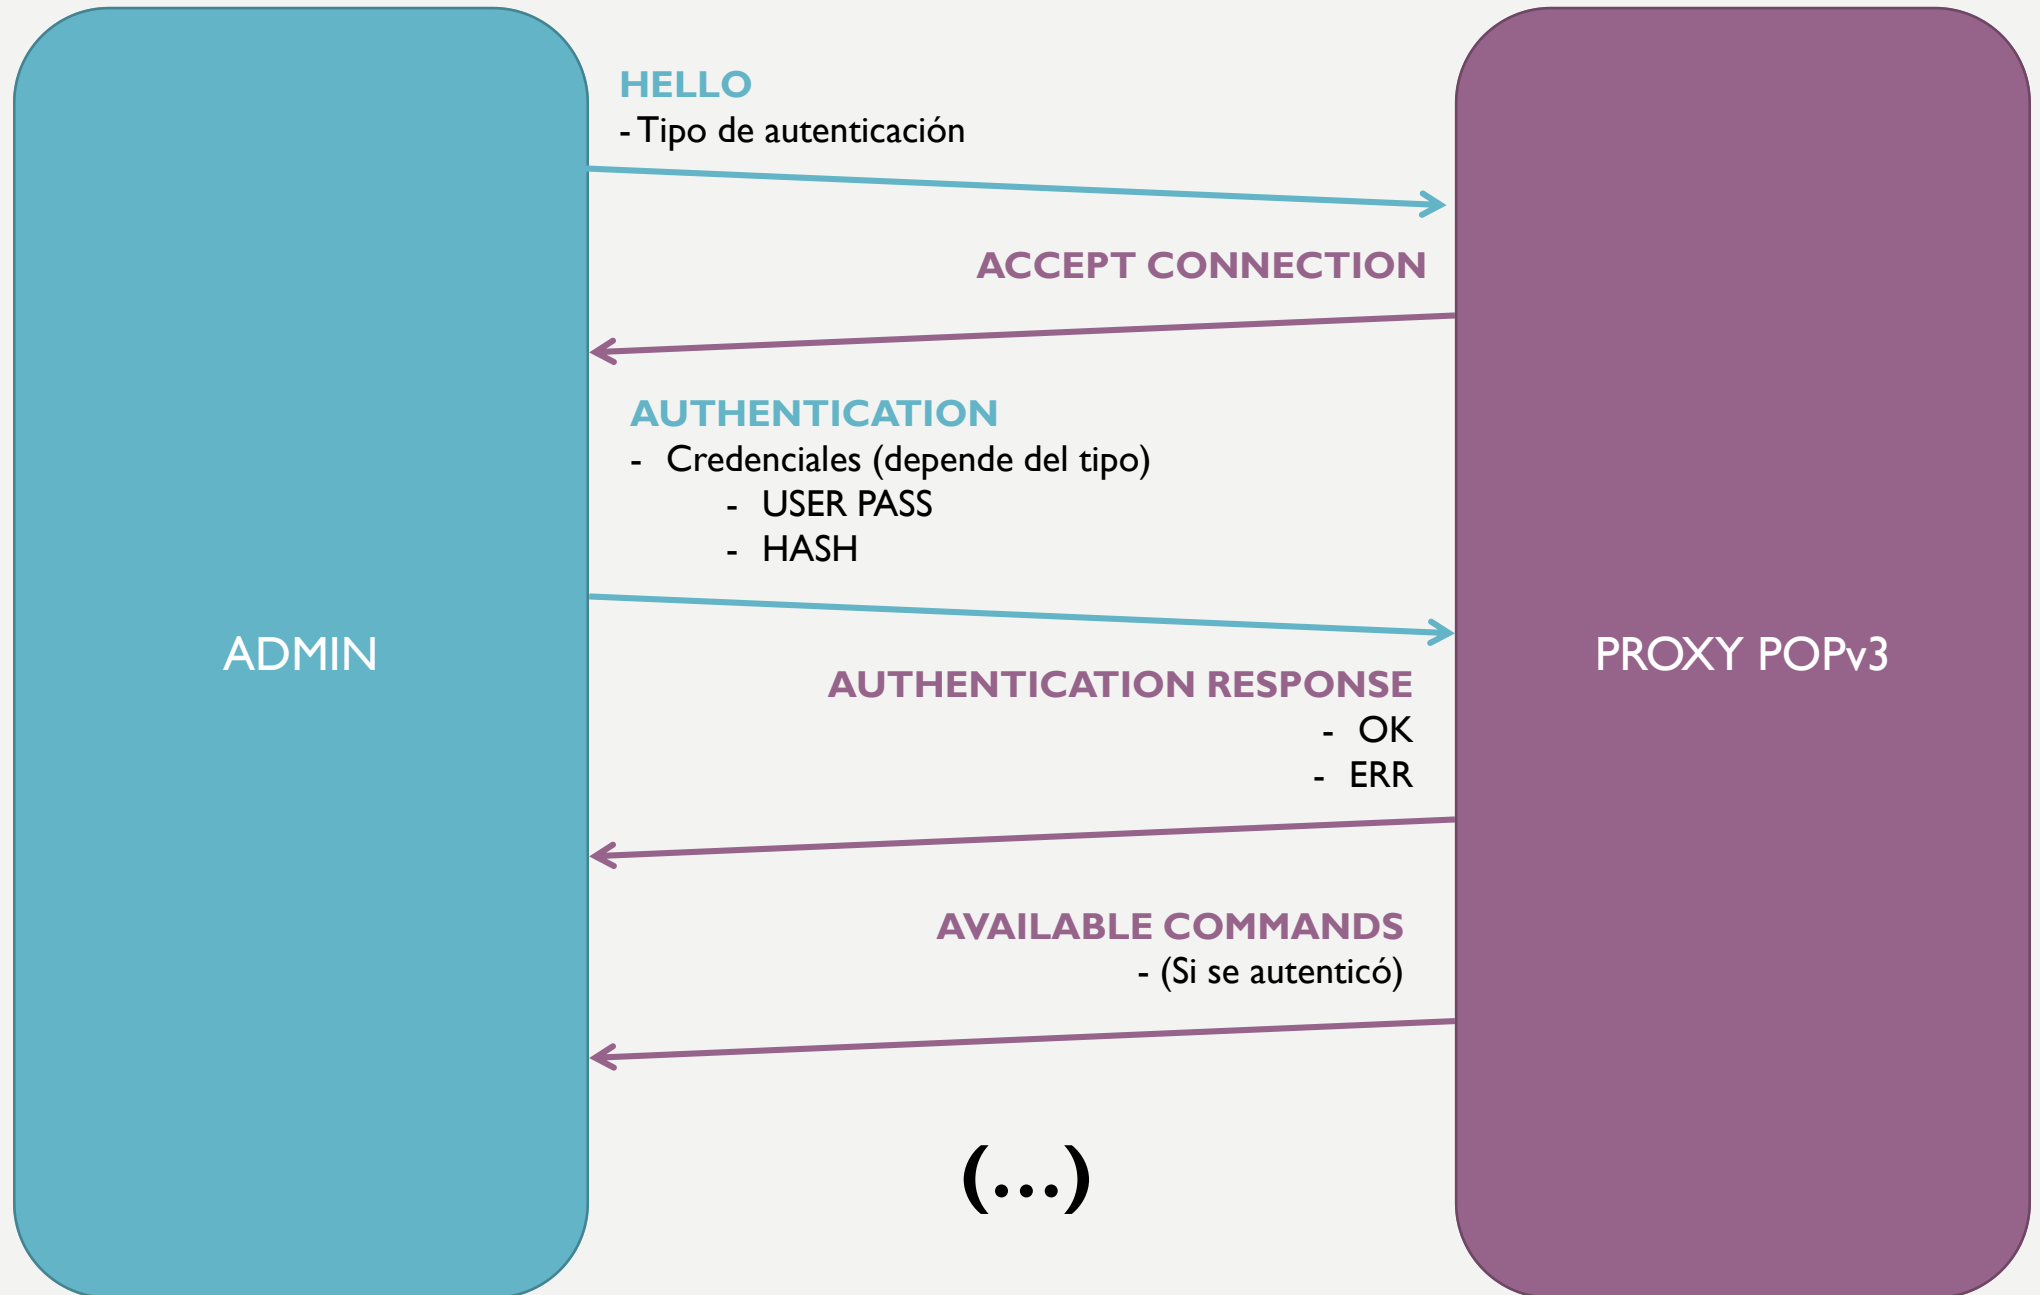 HELLO
- Tipo de autenticación
ACCEPT CONNECTION
AUTHENTICATION
- Credenciales (depende del tipo)
- USER PASS
- HASH
ADMIN
PROXY POPv3
AUTHENTICATION RESPONSE
- OK
- ERR
AVAILABLE COMMANDS
- (Si se autenticó)
(...)